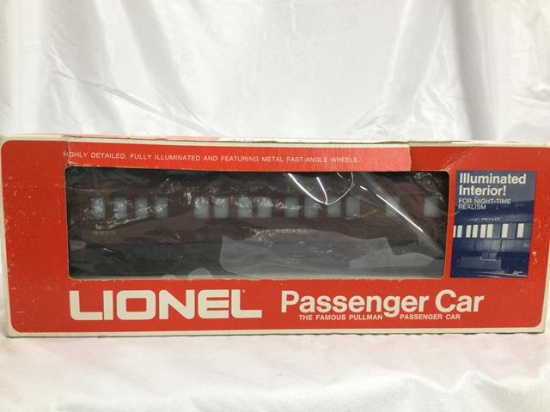 HIGHLY DETAILED, FULLY ILLUMINATED AND FEATURING METAL FAST-ANGLE WHEELS.
Illuminated
Interior!
FOR NIGHT-TIME
REALISM
LIONEL Passenger Car
THE FAMOUS PULLMAN PASSENGER CAR